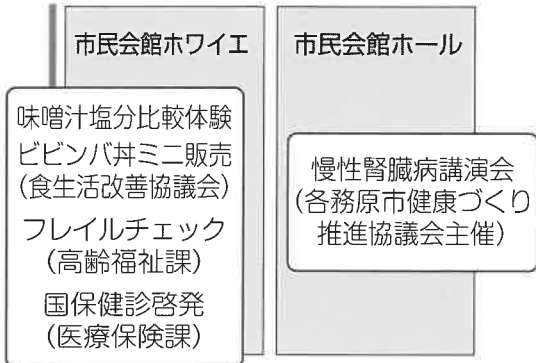 市民会館ホワイエ
味噌汁塩分比較体験
ビビンバ丼ミニ販売
(食生活改善協議会)
フレイルチェック
(高齢福祉課)
国保健診啓発
(医療保険課)
市民会館ホール
慢性腎臓病講演会
(各務原市健康づくり
推進協議会主催)